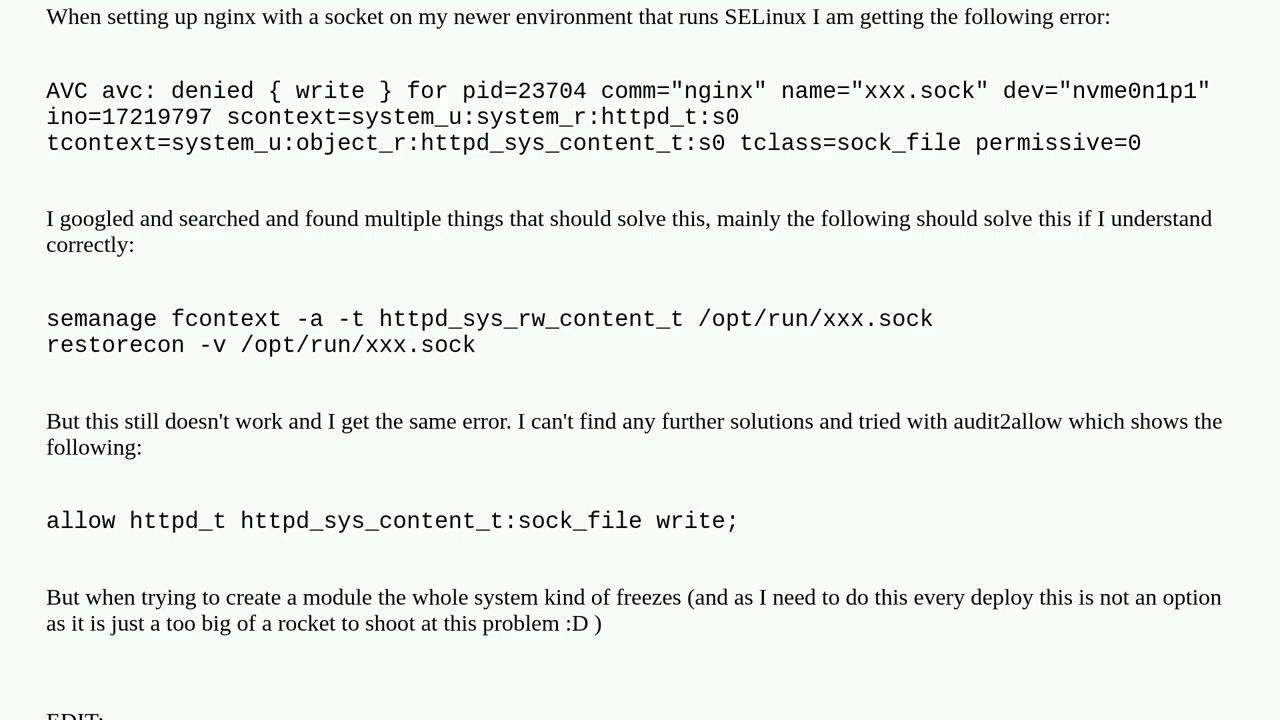 When setting up nginx with a socket on my newer environment that runs SELinux I am getting the following error:
AVC avc: denied { write } for pid=23704 comm="nginx" name="xxx.sock" dev="nvme0n1p1"
ino=17219797 scontext=system_u:system_r:httpd_t:s0
tcontext=system_u:object_r:httpd_sys_content_t:s0 tclass=sock_file permissive=0
I googled and searched and found multiple things that should solve this, mainly the following should solve this if I understand
correctly:
semanage fcontext -a -t httpd_sys_rw_content_t /opt/run/xxx.sock
restorecon -v /opt/run/xxx.sock
But this still doesn't work and I get the same error. I can't find any further solutions and tried with audit2allow which shows the
following:
allow httpd_t httpd_sys_content_t:sock_file write;
But when trying to create a module the whole system kind of freezes (and as I need to do this every deploy this is not an option
as it is just a too big of a rocket to shoot at this problem :D )
EDIT: